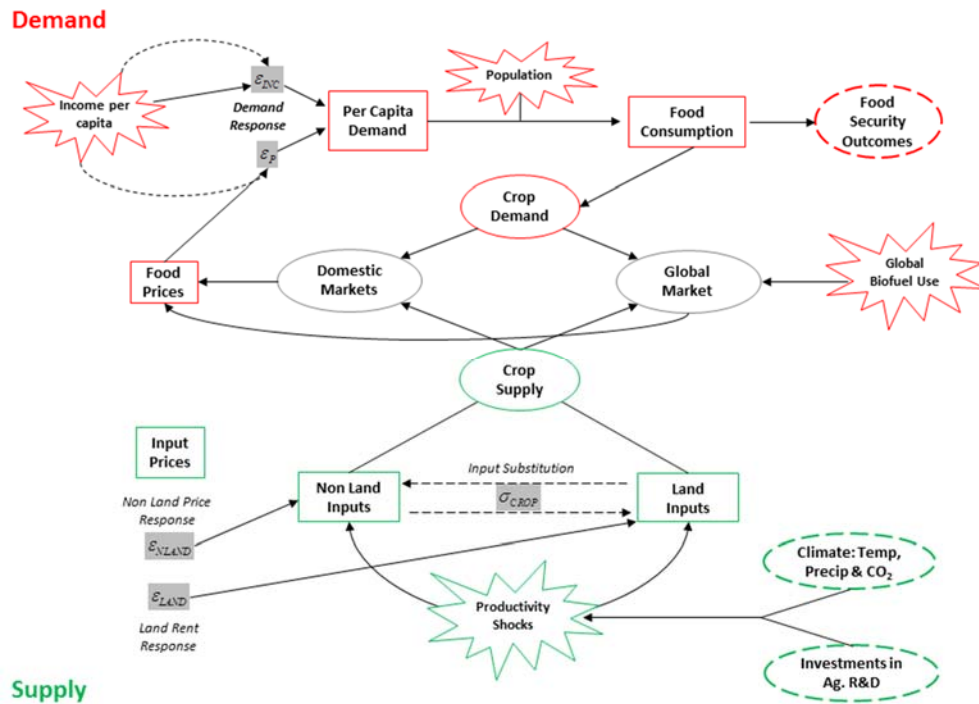 Demand
Income per
capita
ε_INC
Demand
Response
ε_P
Per Capita
Demand
Population
Food
Consumption
Food
Security
Outcomes
Crop
Demand
Food
Prices
Domestic
Markets
Global
Market
Global
Biofuel Use
Crop
Supply
Input
Prices
Non Land Price
Response
ε_NLAND
Non Land
Inputs
Input Substitution
σ_CROP
Land
Inputs
ε_LAND
Land Rent
Response
Productivity
Shocks
Climate: Temp,
Precip & CO₂
Investments in
Ag. R&D
Supply